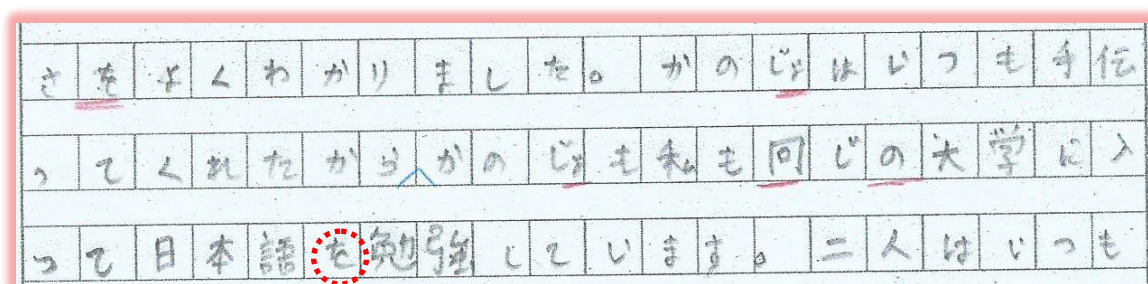 さをよくわかりました。かのじょはいつも手伝
ってくれたからかのじょも私も回じの大学に入
って日本語を勉強しています。二人はいつも